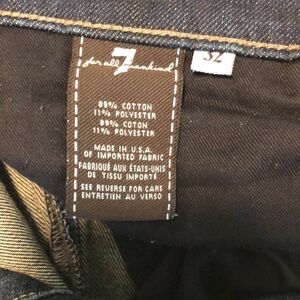 7
for all mankind
32
89% COTTON
11% POLYESTER
89% COTON
11% POLYESTER
MADE IN U.S.A.
OF IMPORTED FABRIC
FABRIQUÉ AUX ÉTATS-UNIS
DE TISSU IMPORTÉ
SEE REVERSE FOR CARE
ENTRETIEN AU VERSO